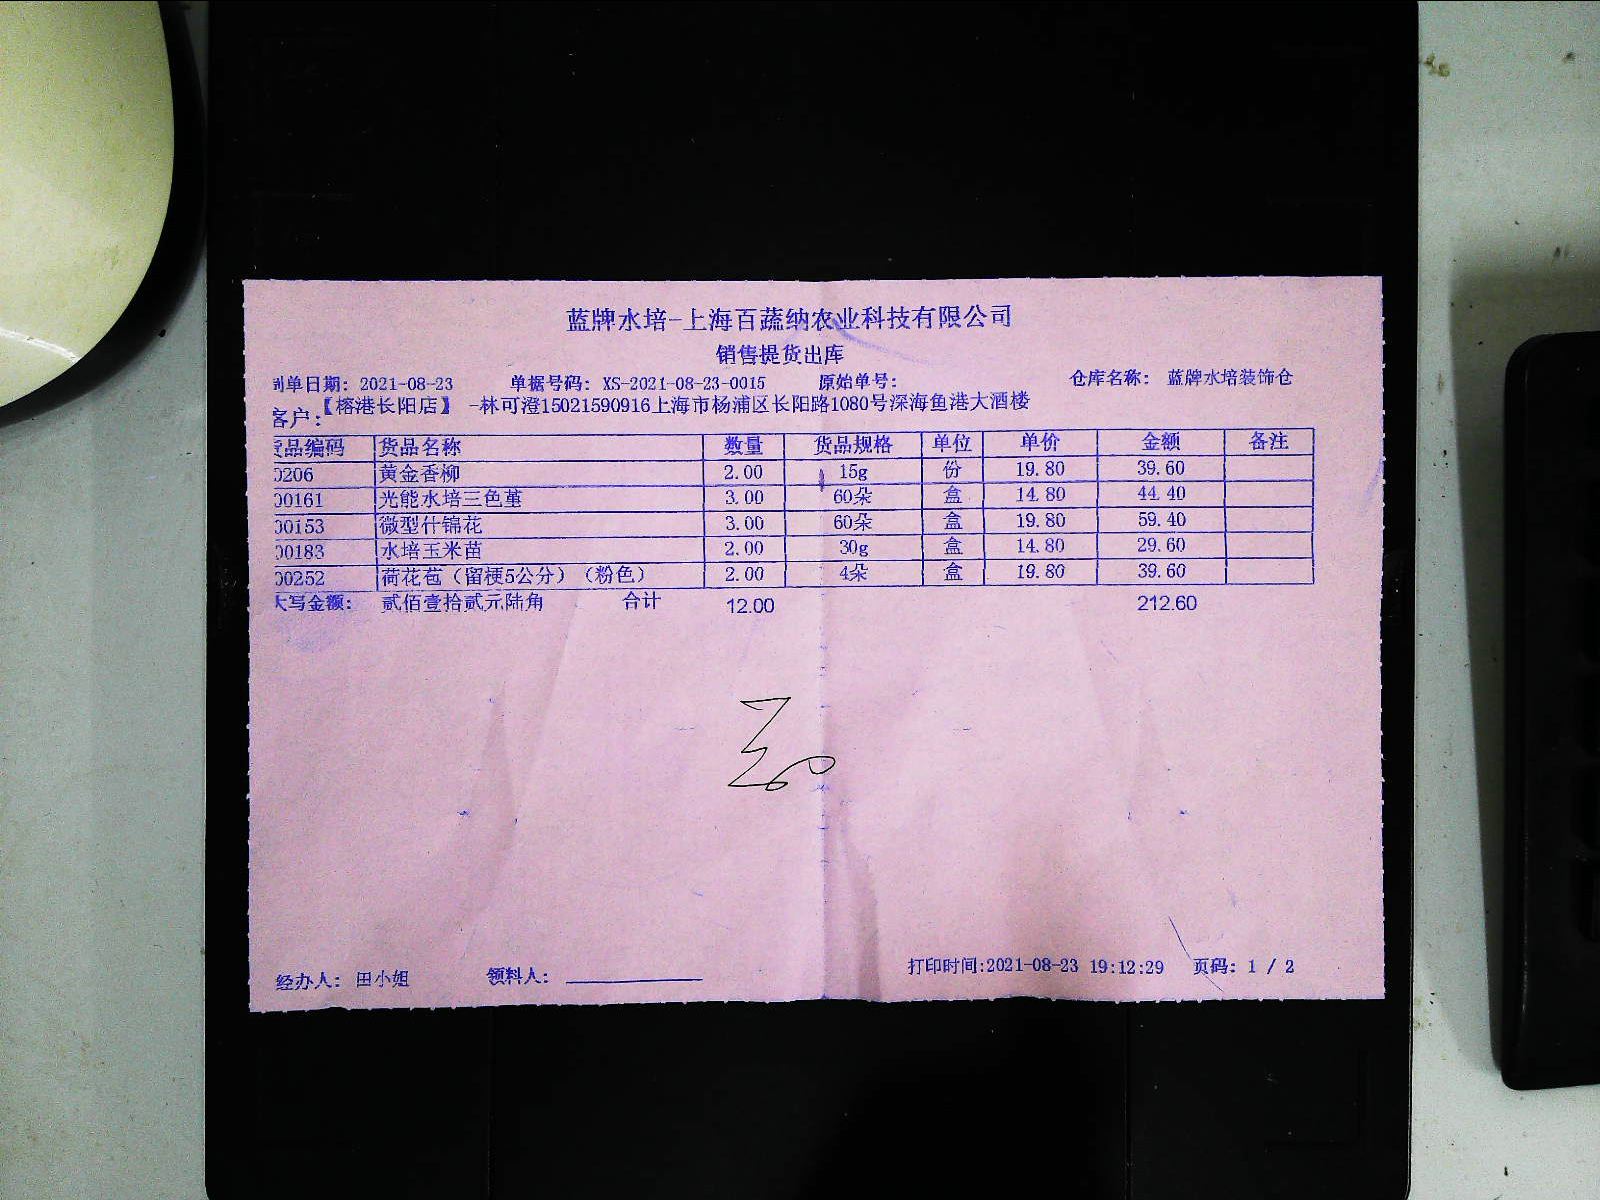 蓝牌水培-上海百蔬纳农业科技有限公司
销售提货出库
制单日期: 2021-08-23 单据号码: XS-2021-08-23-0015 原始单号: 仓库名称: 蓝牌水培装饰仓
客户: 【榕港长阳店】 -林可澄15021590916上海市杨浦区长阳路1080号深海鱼港大酒楼
货品编码 货品名称 数量 货品规格 单位 单价 金额 备注
0206 黄金香柳 2.00 15g 份 19.80 39.60
00161 光能水培三色堇 3.00 60朵 盒 14.80 44.40
00153 微型什锦花 3.00 60朵 盒 19.80 59.40
00183 水培玉米苗 2.00 30g 盒 14.80 29.60
00252 荷花苞（留梗5公分）（粉色） 2.00 4朵 盒 19.80 39.60
大写金额: 贰佰壹拾贰元陆角 合计 12.00 212.60
经办人: 田小姐 领料人: 打印时间:2021-08-23 19:12:29 页码: 1 / 2